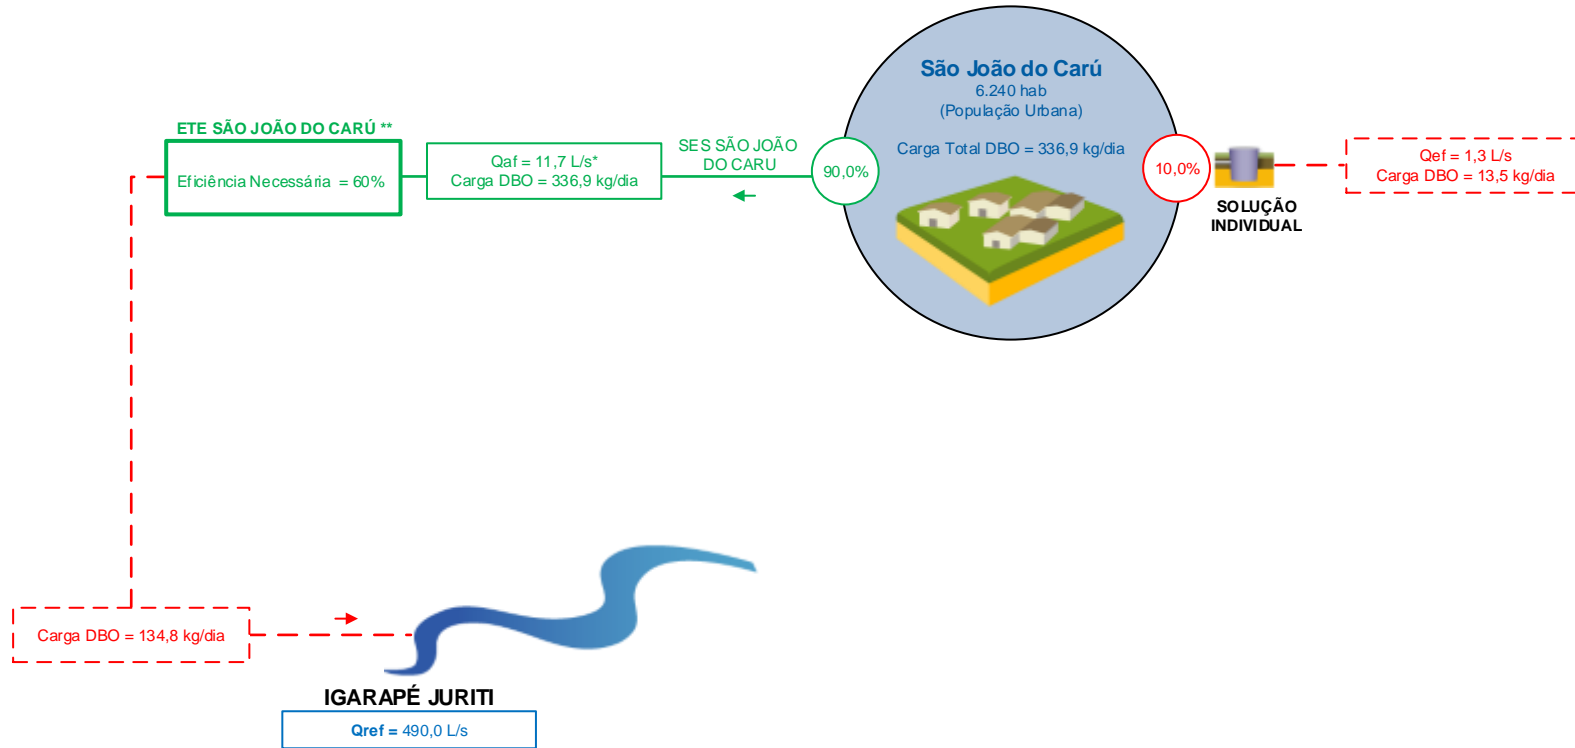 São João do Carú
6.240 hab
(População Urbana)
Carga Total DBO = 336,9 kg/dia
ETE SÃO JOÃO DO CARÚ **
Eficiência Necessária = 60%
Qaf = 11,7 L/s*
Carga DBO = 336,9 kg/dia
SES SÃO JOÃO
DO CARU
90,0%
10,0%
SOLUÇÃO
INDIVIDUAL
Qef = 1,3 L/s
Carga DBO = 13,5 kg/dia
Carga DBO = 134,8 kg/dia
IGARAPÉ JURITI
Qref = 490,0 L/s